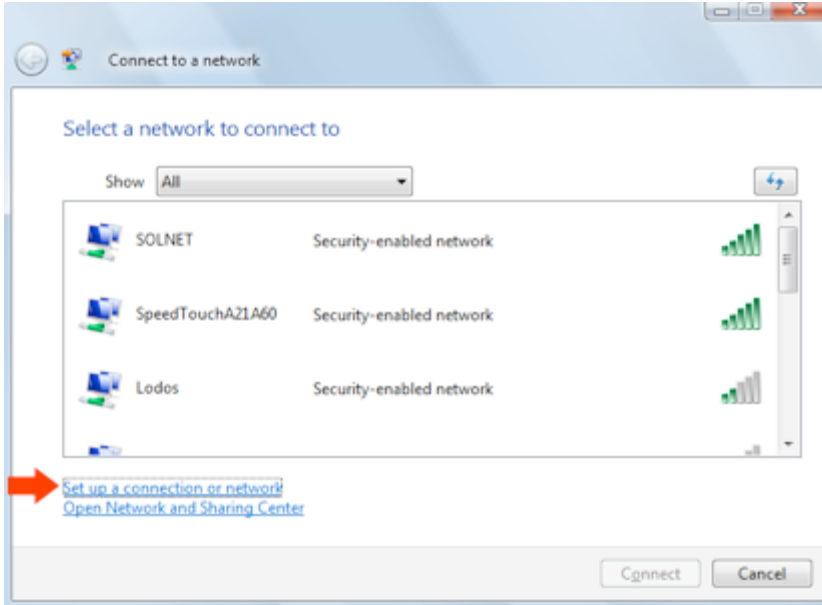 Connect to a network
Select a network to connect to
Show All
SOLNET Security-enabled network
SpeedTouchA21A60 Security-enabled network
Lodos Security-enabled network
Set up a connection or network
Open Network and Sharing Center
Connect Cancel